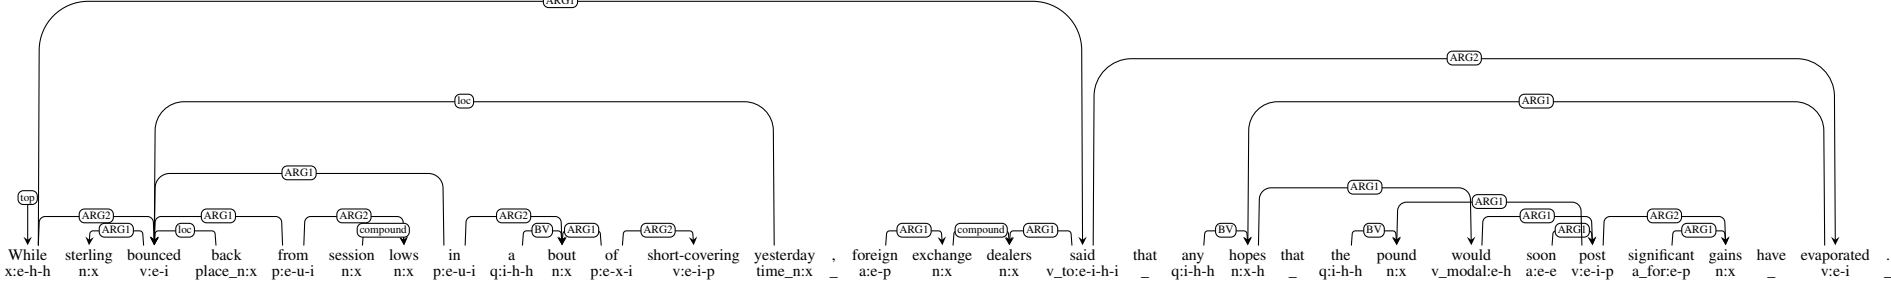 ARG1
ARG2
loc ARG1
ARG1 ARG1
top ARG1
ARG2 ARG1 ARG2 ARG2 ARG1 ARG2
ARG1 loc compound BV ARG1 ARG2 ARG1 compound ARG1 BV BV ARG1 ARG1
While sterling bounced back from session lows in a bout of short-covering yesterday , foreign exchange dealers said that any hopes that the pound would soon post significant gains have evaporated .
x:e-h-h n:x v:e-i place_n:x p:e-u-i n:x n:x p:e-u-i q:i-h-h n:x p:e-x-i v:e-i-p time_n:x _ a:e-p n:x n:x v_to:e-i-h-i _ q:i-h-h n:x-h _ q:i-h-h n:x v_modal:e-h a:e-e v:e-i-p a_for:e-p n:x _ v:e-i _